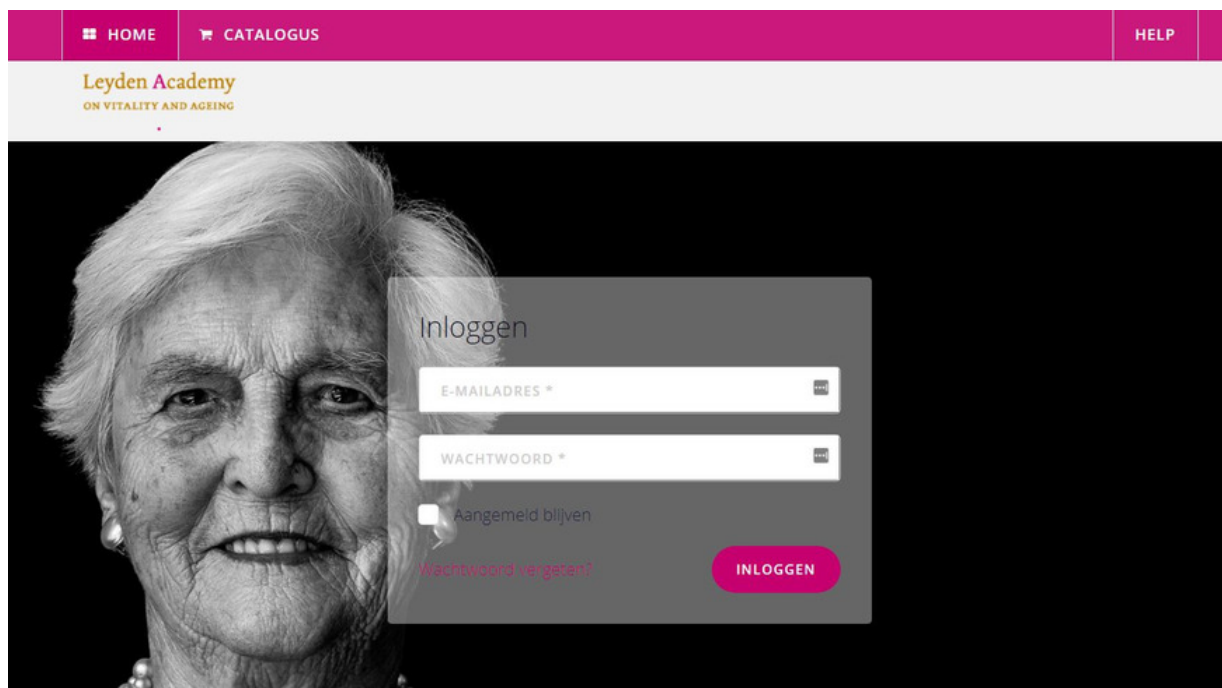 HOME
CATALOGUS
HELP
Leyden Academy
ON VITALITY AND AGEING
Inloggen
E-MAILADRES *
WACHTWOORD *
Aangemeld blijven
Wachtwoord vergeten?
INLOGGEN